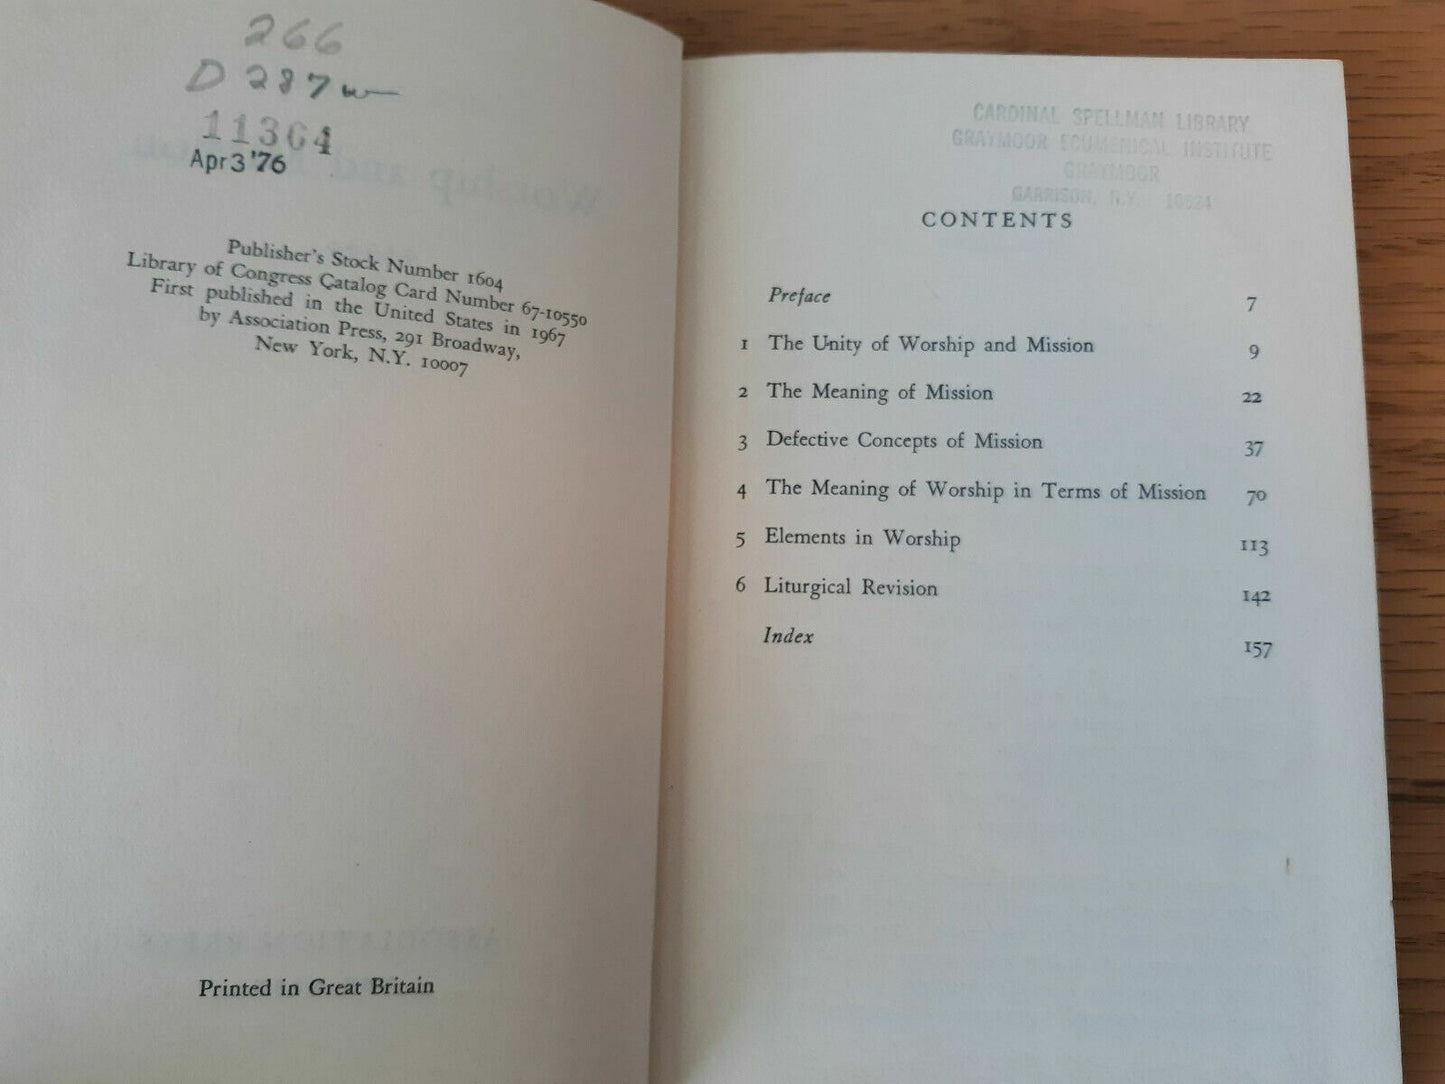 266
D 287w
11364
Apr 3 '76
Publisher's Stock Number 1604
Library of Congress Catalog Card Number 67-10550
First published in the United States in 1967
by Association Press, 291 Broadway,
New York, N.Y. 10007
Printed in Great Britain
CARDINAL SPELLMAN LIBRARY
GRAYMOOR ECUMENICAL INSTITUTE
GRAYMOOR
GARRISON, N.Y. 10524
CONTENTS
Preface 7
1 The Unity of Worship and Mission 9
2 The Meaning of Mission 22
3 Defective Concepts of Mission 37
4 The Meaning of Worship in Terms of Mission 70
5 Elements in Worship 113
6 Liturgical Revision 142
Index 157